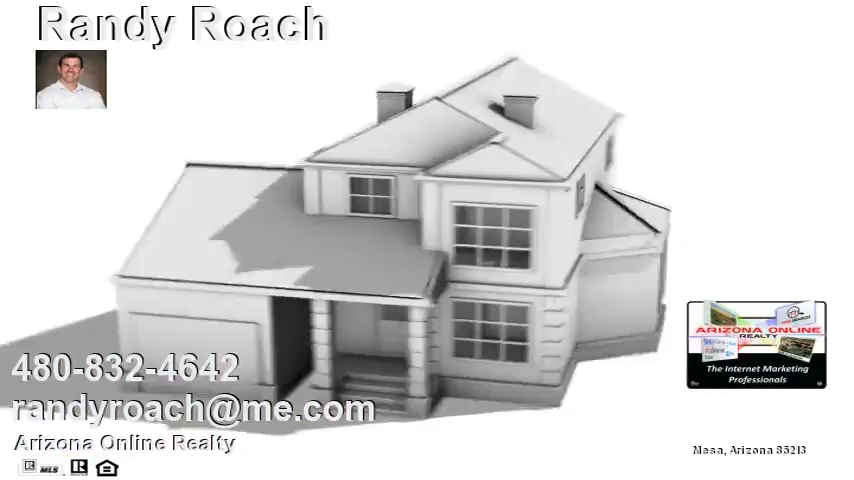 Randy Roach
480-832-4642
randyroach@me.com
Arizona Online Realty
MLS
ARIZONA ONLINE
REALTY
The Internet Marketing
Professionals
Mesa, Arizona 85213